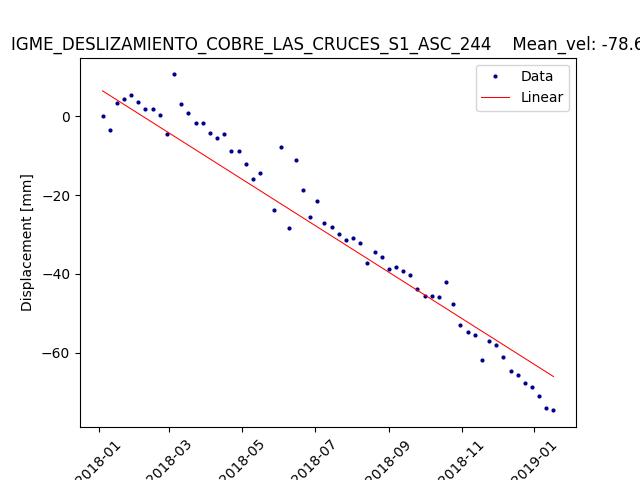 IGME_DESLIZAMIENTO_COBRE_LAS_CRUCES_S1_ASC_244 Mean_vel: -78.6
Data
Linear
Displacement [mm]
0
−20
−40
−60
2018-01
2018-03
2018-05
2018-07
2018-09
2018-11
2019-01